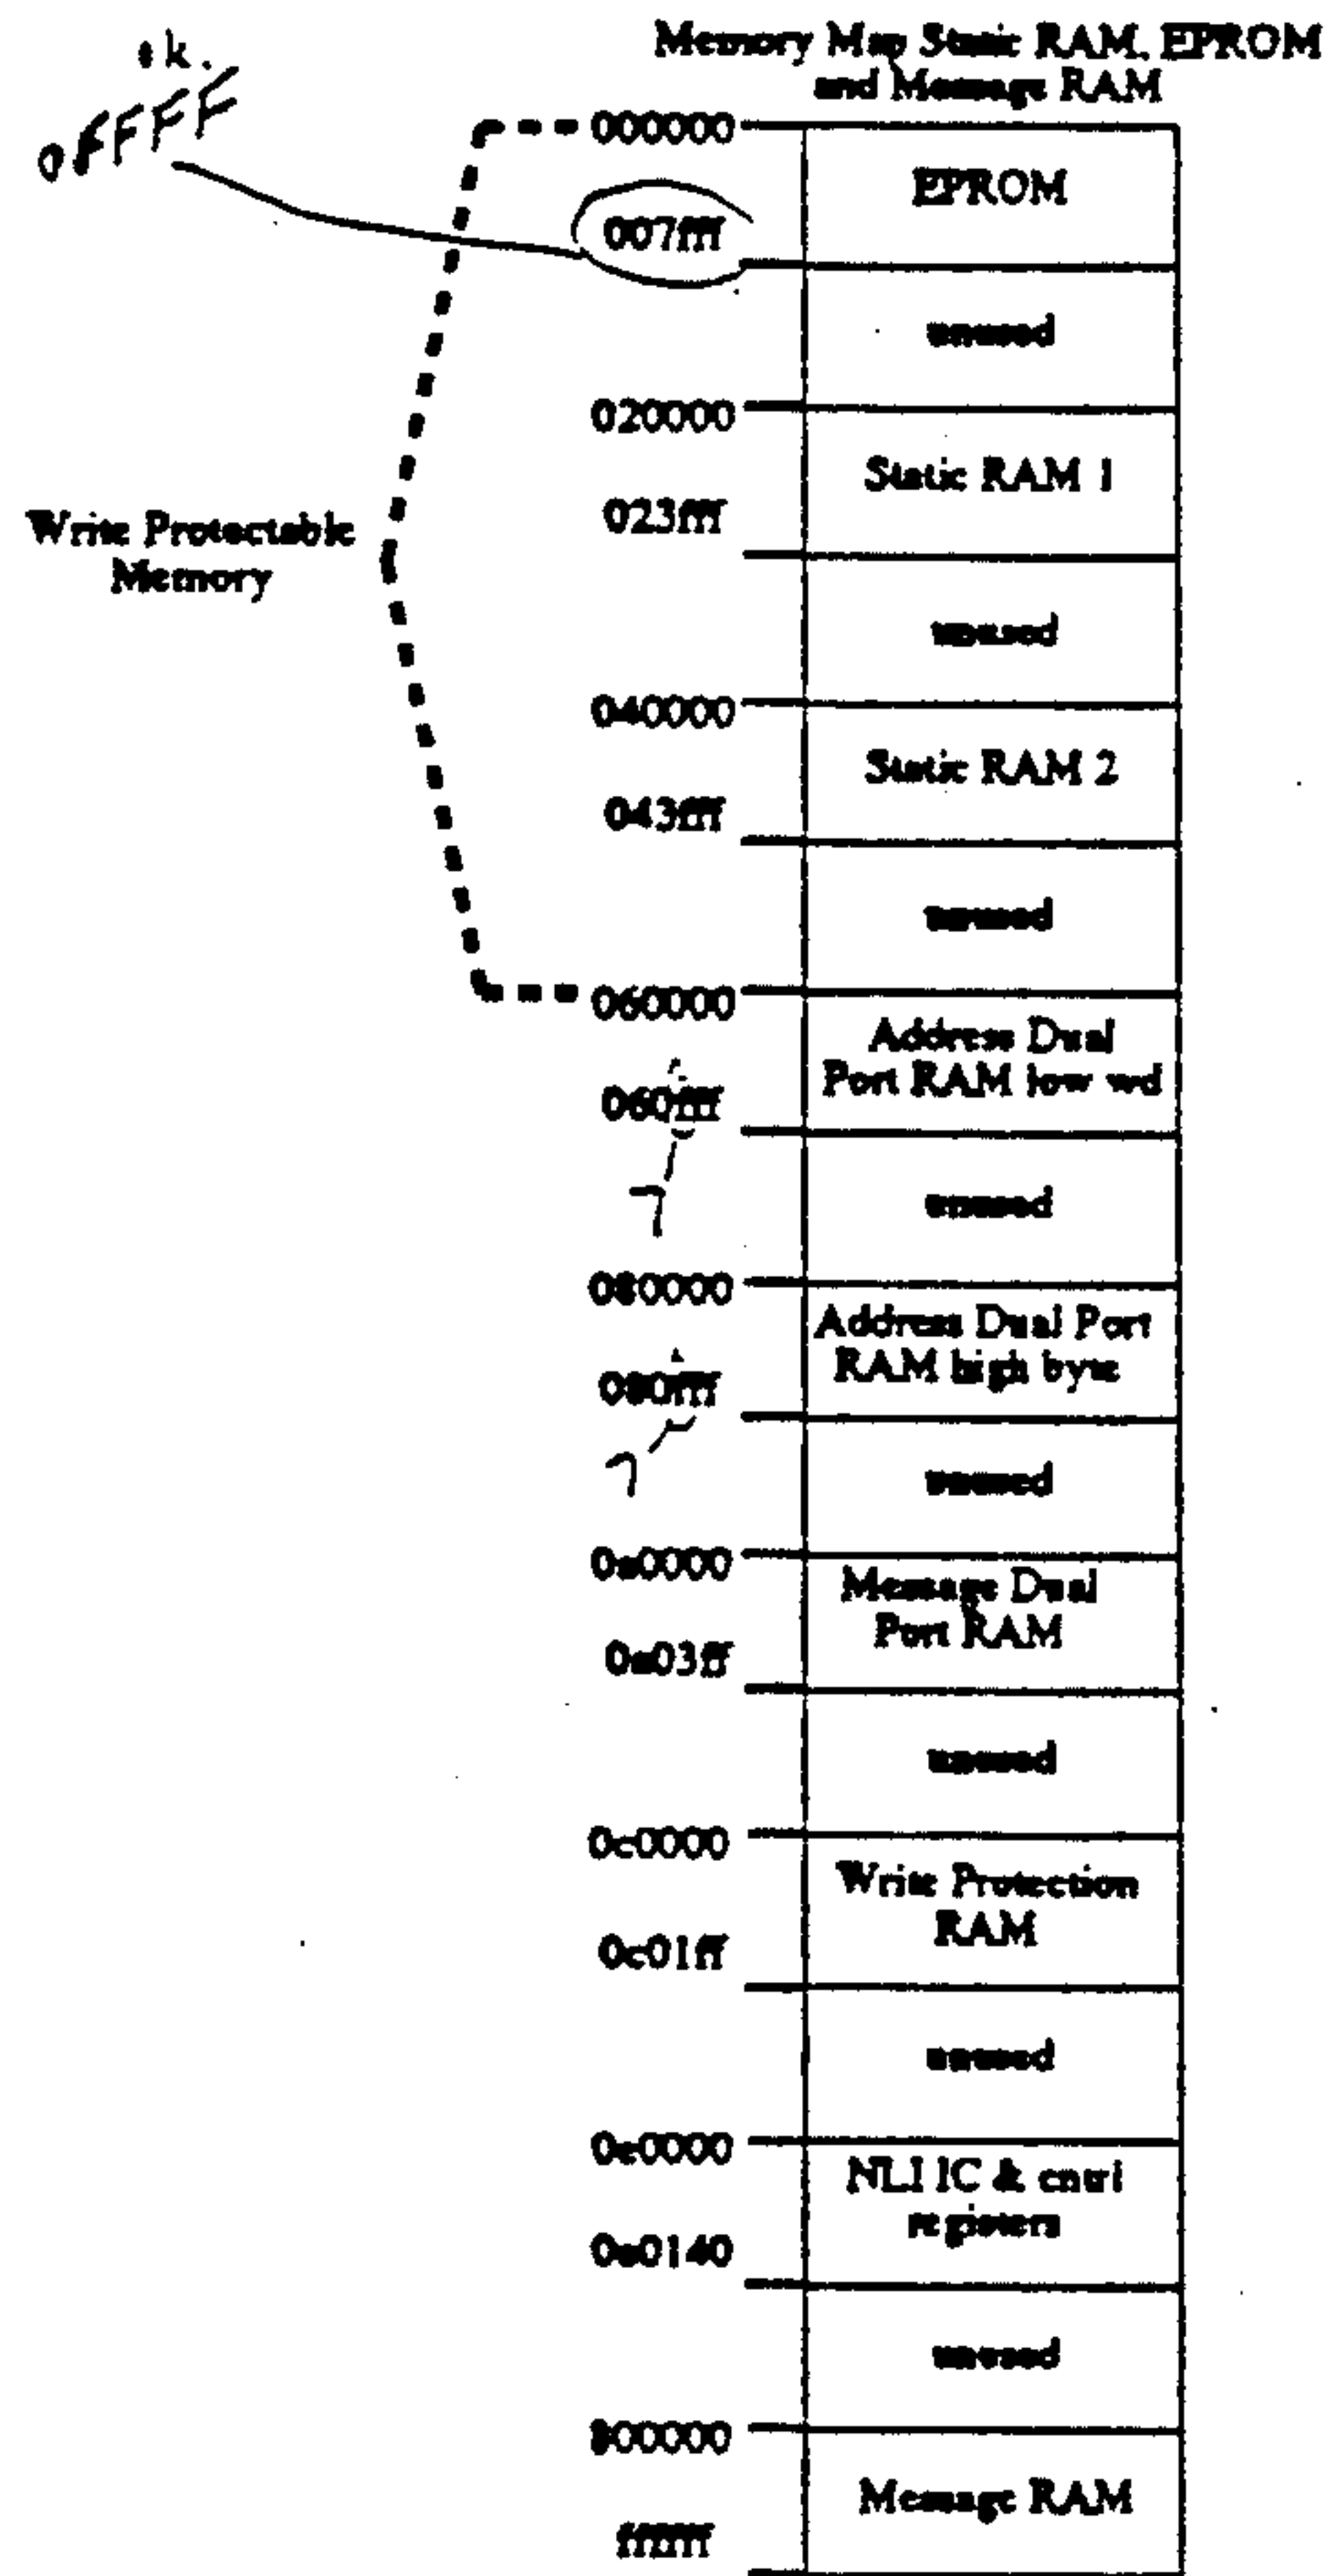 ok.
0FFFF
Memory Map Static RAM, EPROM
and Message RAM
000000
EPROM
007fff
unused
020000
Static RAM 1
023fff
Write Protectable
Memory
unused
040000
Static RAM 2
043fff
unused
060000
Address Dual
Port RAM low wd
060fff
7
unused
080000
Address Dual Port
RAM high byte
080fff
7
unused
0a0000
Message Dual
Port RAM
0a03ff
unused
0c0000
Write Protection
RAM
0c01ff
unused
0e0000
NLI IC & cntrl
registers
0e0140
unused
800000
Message RAM
ffffff